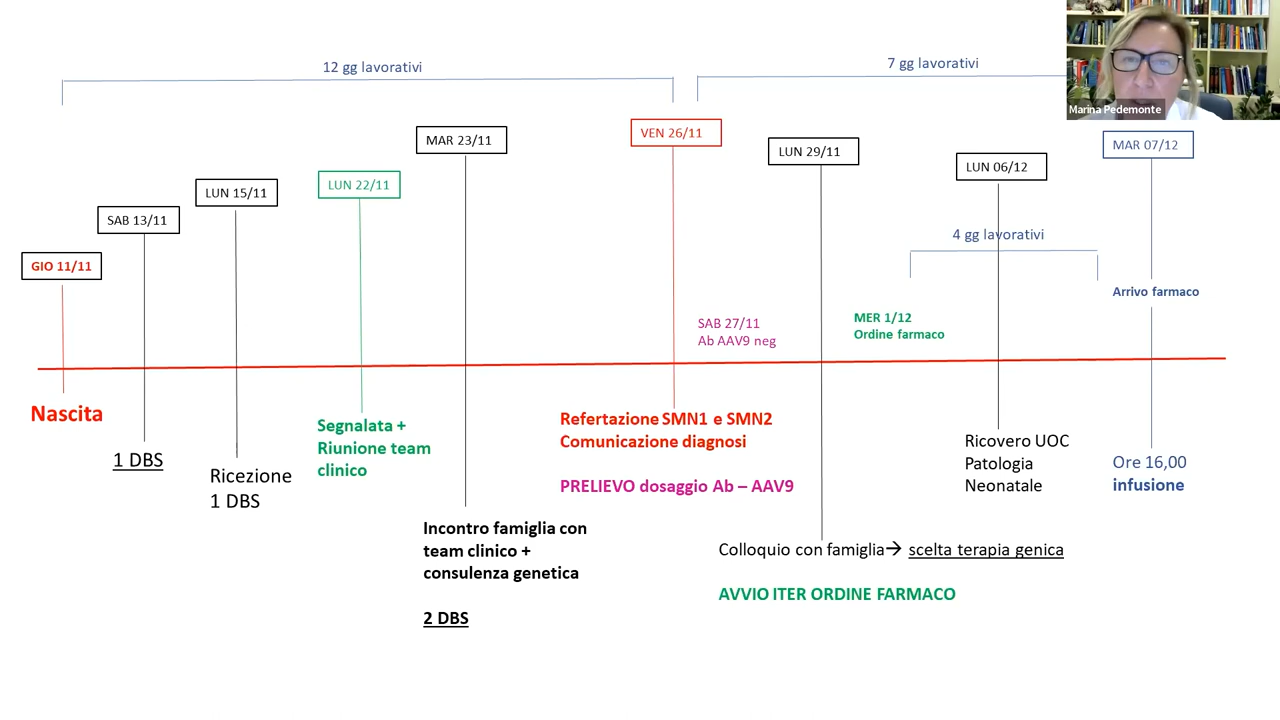 12 gg lavorativi
7 gg lavorativi
Marina Pedemonte
GIO 11/11
SAB 13/11
LUN 15/11
LUN 22/11
MAR 23/11
VEN 26/11
LUN 29/11
LUN 06/12
MAR 07/12
4 gg lavorativi
Arrivo farmaco
SAB 27/11
Ab AAV9 neg
MER 1/12
Ordine farmaco
Nascita
1 DBS
Ricezione
1 DBS
Segnalata +
Riunione team
clinico
Incontro famiglia con
team clinico +
consulenza genetica
2 DBS
Refertazione SMN1 e SMN2
Comunicazione diagnosi
PRELIEVO dosaggio Ab – AAV9
Colloquio con famiglia→ scelta terapia genica
AVVIO ITER ORDINE FARMACO
Ricovero UOC
Patologia
Neonatale
Ore 16,00
infusione